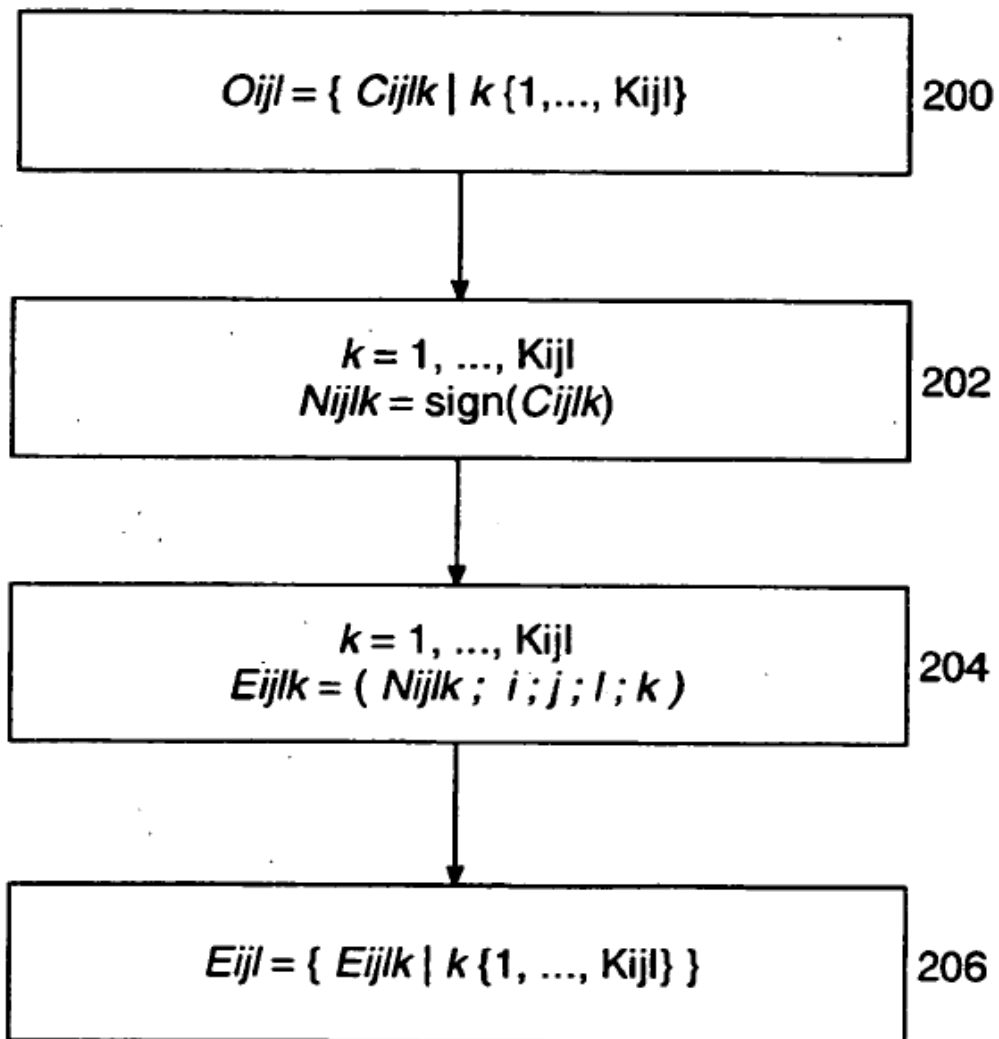 Oijl = { Cijlk | k {1,..., Kijl}
200
k = 1, ..., Kijl
Nijlk = sign(Cijlk)
202
k = 1, ..., Kijl
Eijlk = ( Nijlk ; i ; j ; l ; k )
204
Eijl = { Eijlk | k {1, ..., Kijl} }
206